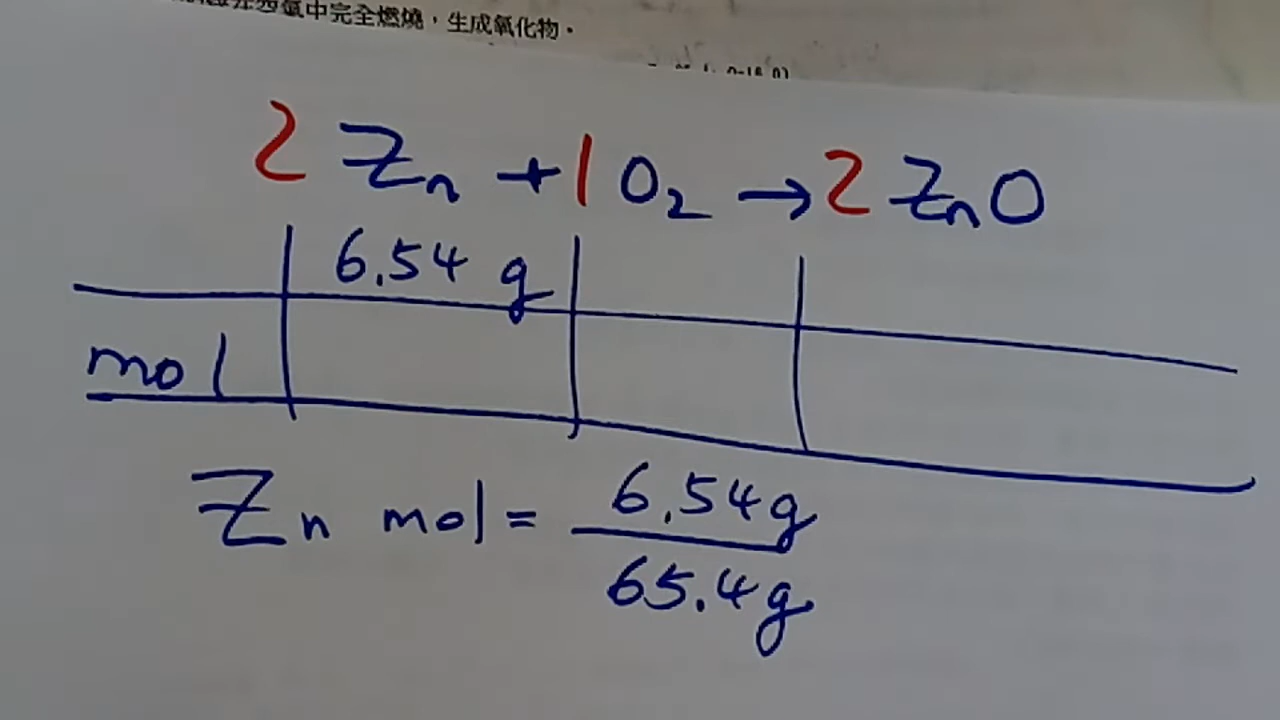 氧中完全燃燒,生成氧化物。
2 Zn + 1 O₂ → 2 ZnO
6.54 g
mol
Zn mol = 6.54g
65.4g